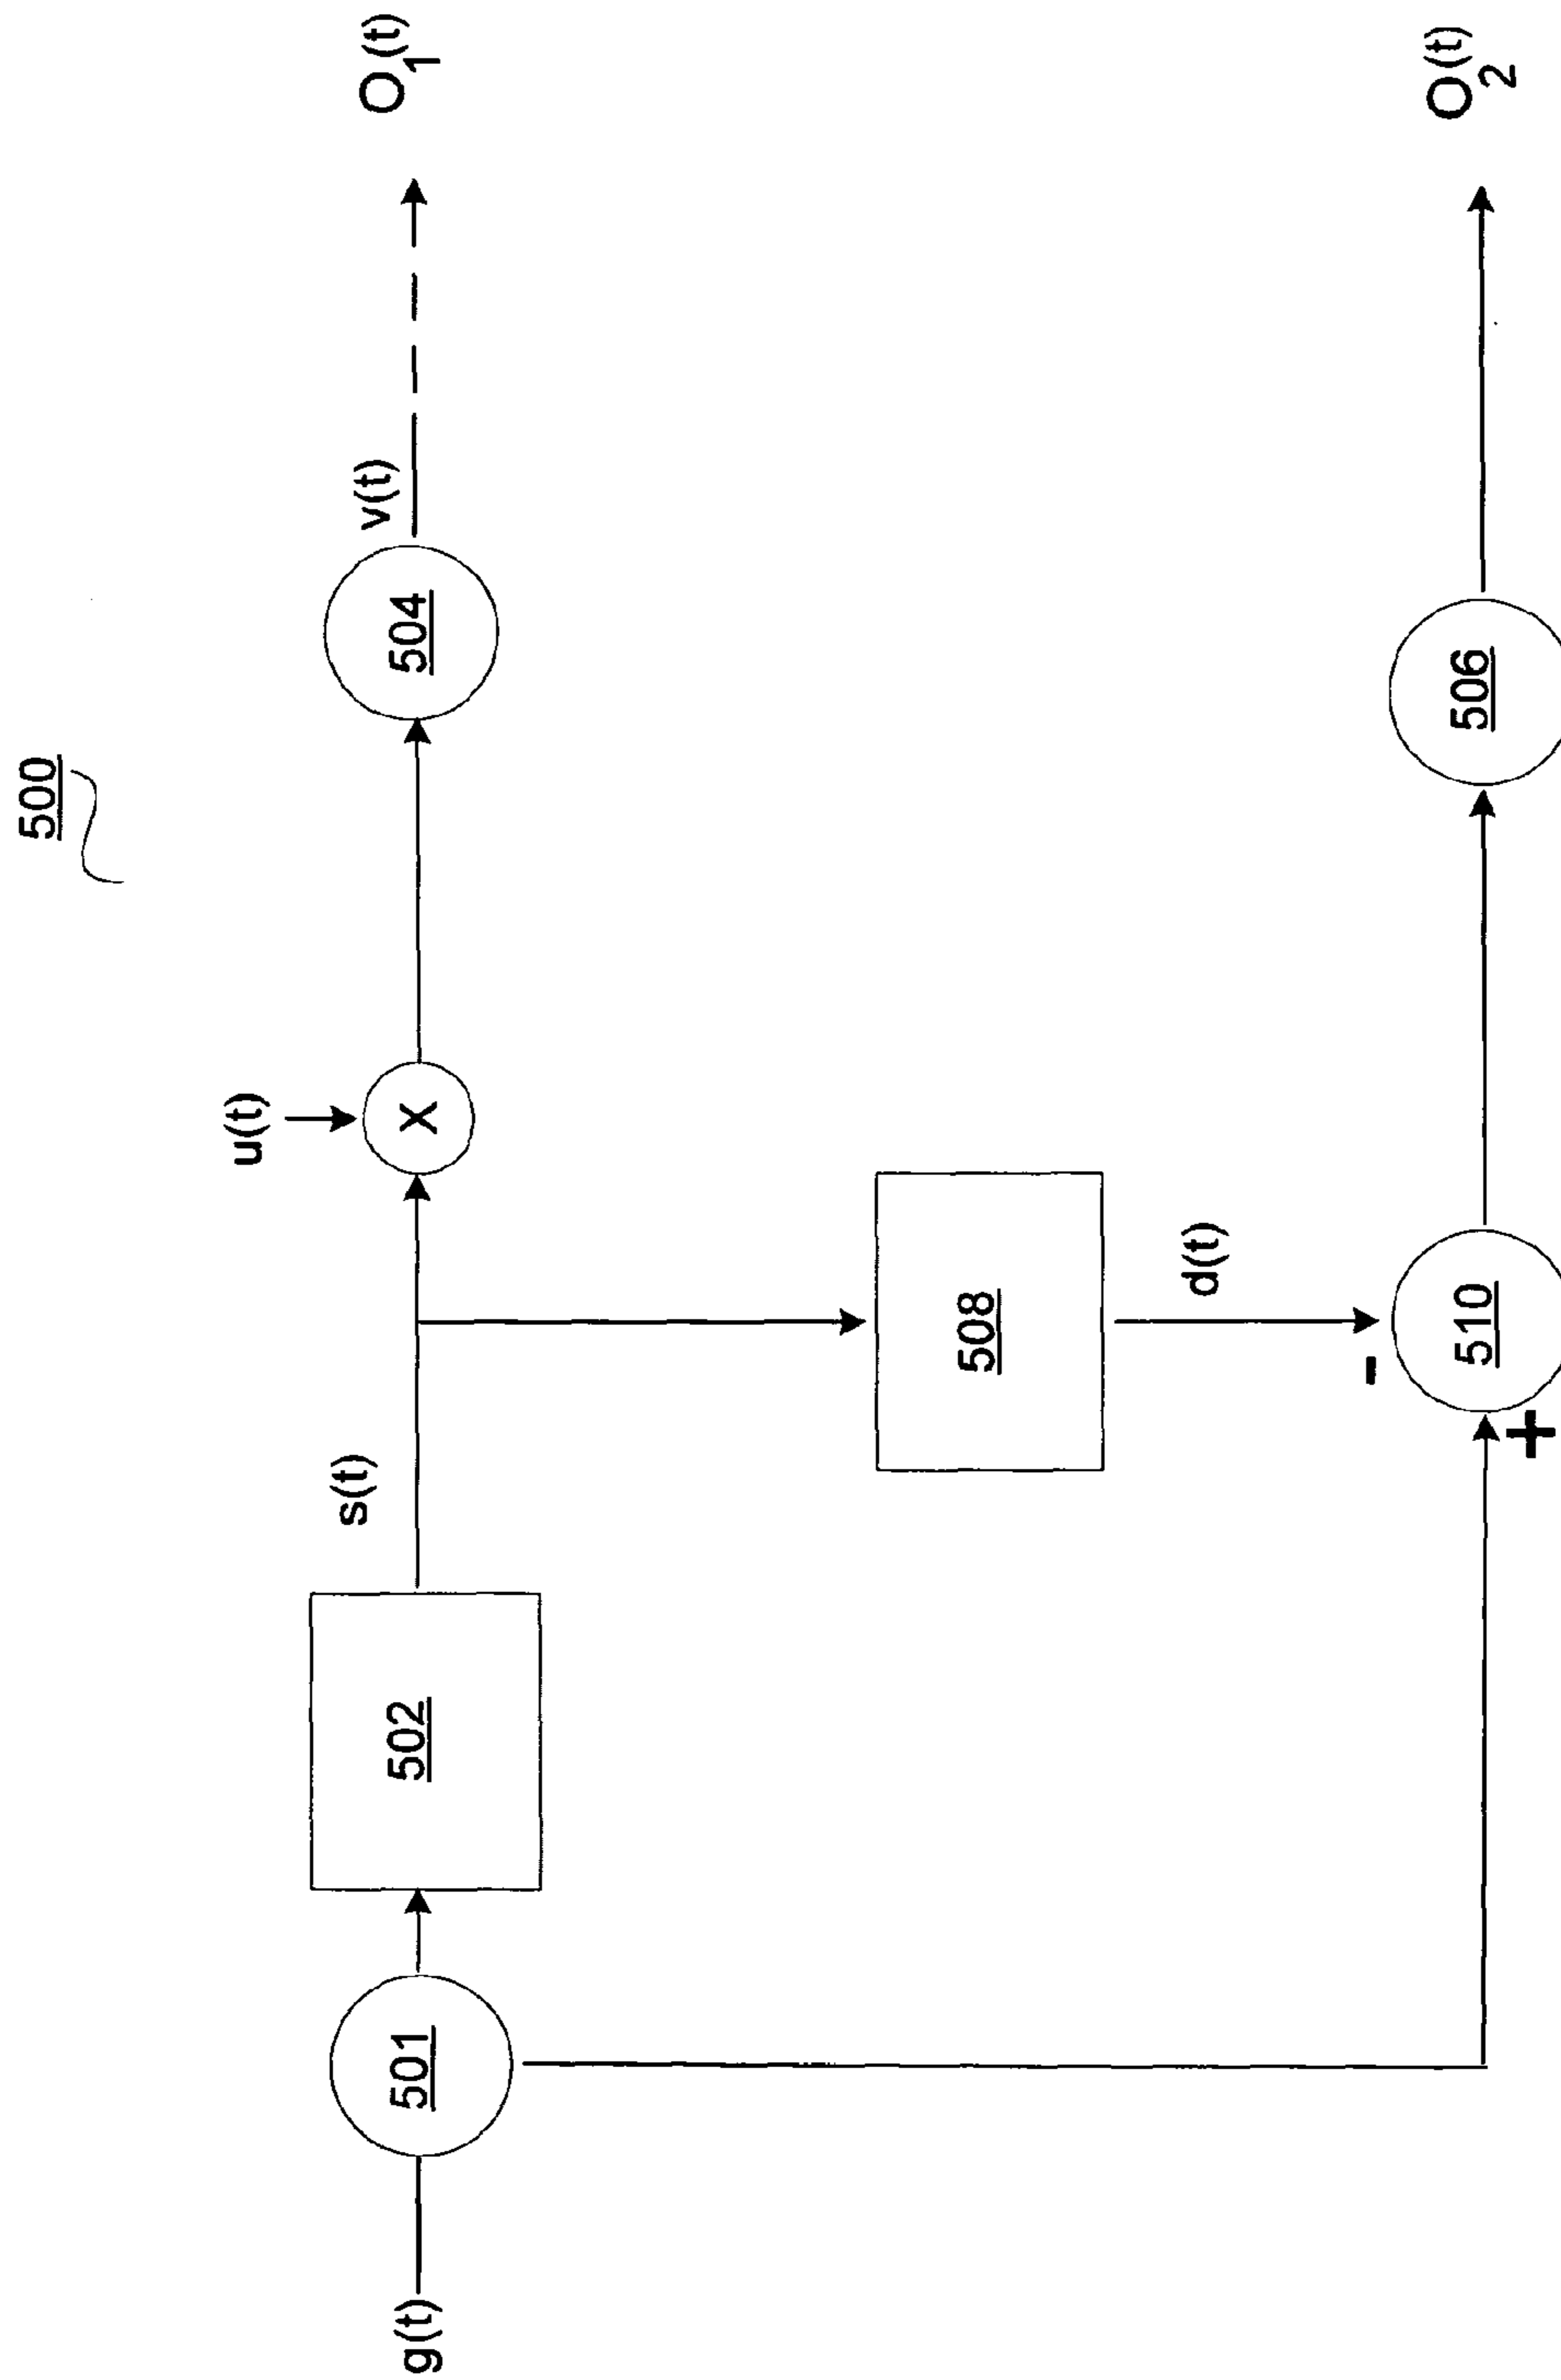 500
u(t)
g(t)
501
502
s(t)
X
504
v(t)
O1(t)
508
d(t)
-
+
510
506
O2(t)